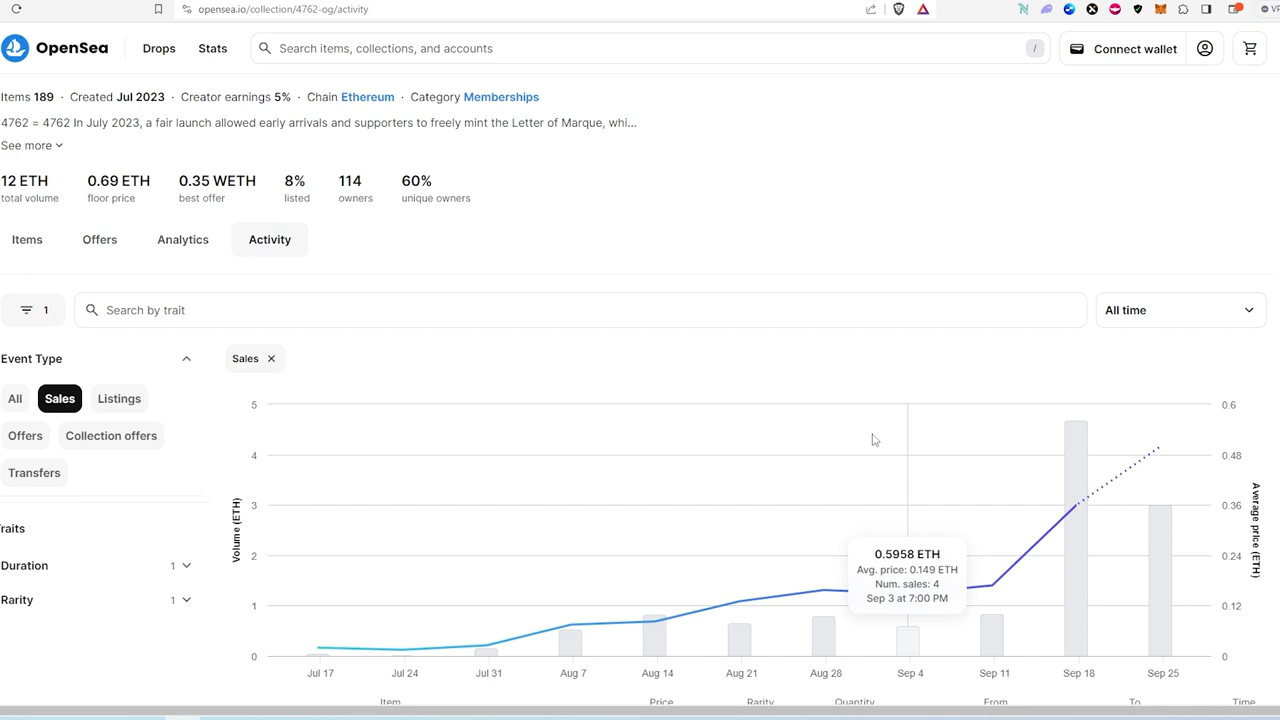 opensea.io/collection/4762-og/activity
VP
OpenSea
Drops
Stats
Search items, collections, and accounts
/
Connect wallet
Items 189 · Created Jul 2023 · Creator earnings 5% · Chain Ethereum · Category Memberships
4762 = 4762 In July 2023, a fair launch allowed early arrivals and supporters to freely mint the Letter of Marque, whi...
See more
12 ETH
total volume
0.69 ETH
floor price
0.35 WETH
best offer
8%
listed
114
owners
60%
unique owners
Items
Offers
Analytics
Activity
1
Search by trait
All time
Event Type
All
Sales
Listings
Offers
Collection offers
Transfers
raits
Duration
1
Rarity
1
Sales
Volume (ETH)
5
4
3
2
1
0
0.6
0.48
0.36
0.24
0.12
0
Average price (ETH)
0.5958 ETH
Avg. price: 0.149 ETH
Num. sales: 4
Sep 3 at 7:00 PM
Jul 17
Jul 24
Jul 31
Aug 7
Aug 14
Aug 21
Aug 28
Sep 4
Sep 11
Sep 18
Sep 25
Item
Price
Rarity
Quantity
From
To
Time